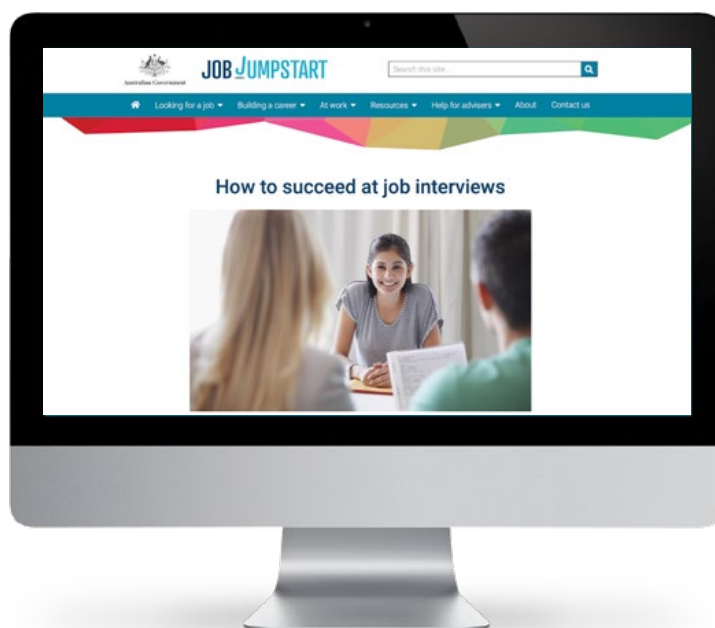 Australian Government
JOB JUMPSTART
Search this site...
Looking for a job
Building a career
At work
Resources
Help for advisers
About
Contact us
How to succeed at job interviews